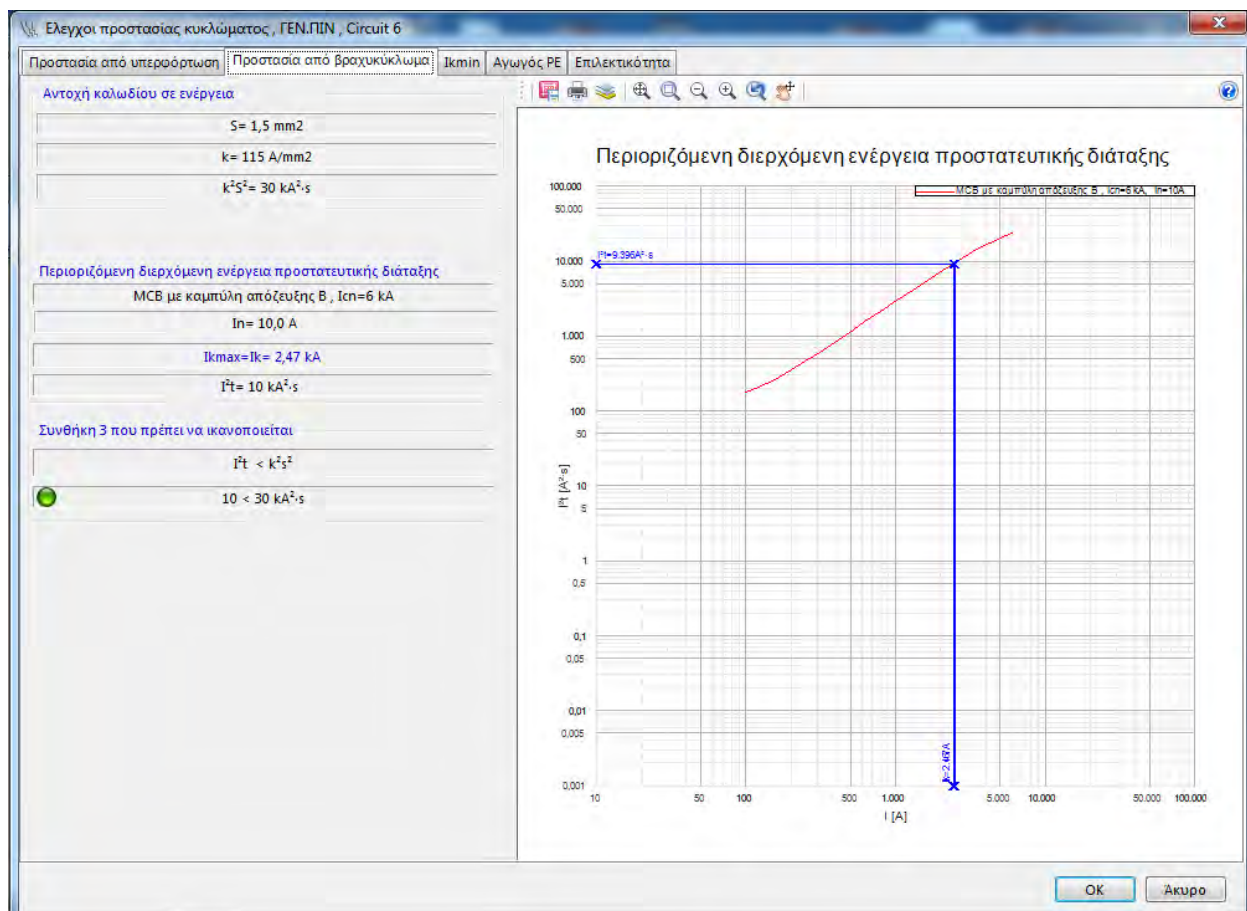 Ελεγχοι προστασίας κυκλώματος , ΓΕΝ.ΠΙΝ , Circuit 6
Προστασία από υπερφόρτωση
Προστασία από βραχυκύκλωμα
Ikmin
Αγωγός PE
Επιλεκτικότητα
Αντοχή καλωδίου σε ενέργεια
S= 1,5 mm2
k= 115 A/mm2
k²S²= 30 kA²·s
Περιοριζόμενη διερχόμενη ενέργεια προστατευτικής διάταξης
MCB με καμπύλη απόζευξης B , Icn=6 kA
In= 10,0 A
Ikmax=Ik= 2,47 kA
I²t= 10 kA²·s
Συνθήκη 3 που πρέπει να ικανοποιείται
I²t < k²s²
10 < 30 kA²·s
Περιοριζόμενη διερχόμενη ενέργεια προστατευτικής διάταξης
MCB με καμπύλη απόζευξης B , Icn=6 kA, In=10A
100.000
50.000
I²t=9.396A²·s
10.000
5.000
1.000
500
100
50
10
5
1
0,5
0,1
0,05
0,01
0,005
0,001
I²t [A²·s]
Ik=2.467A
10
50
100
500
1.000
5.000
10.000
50.000
100.000
I [A]
OK
Άκυρο